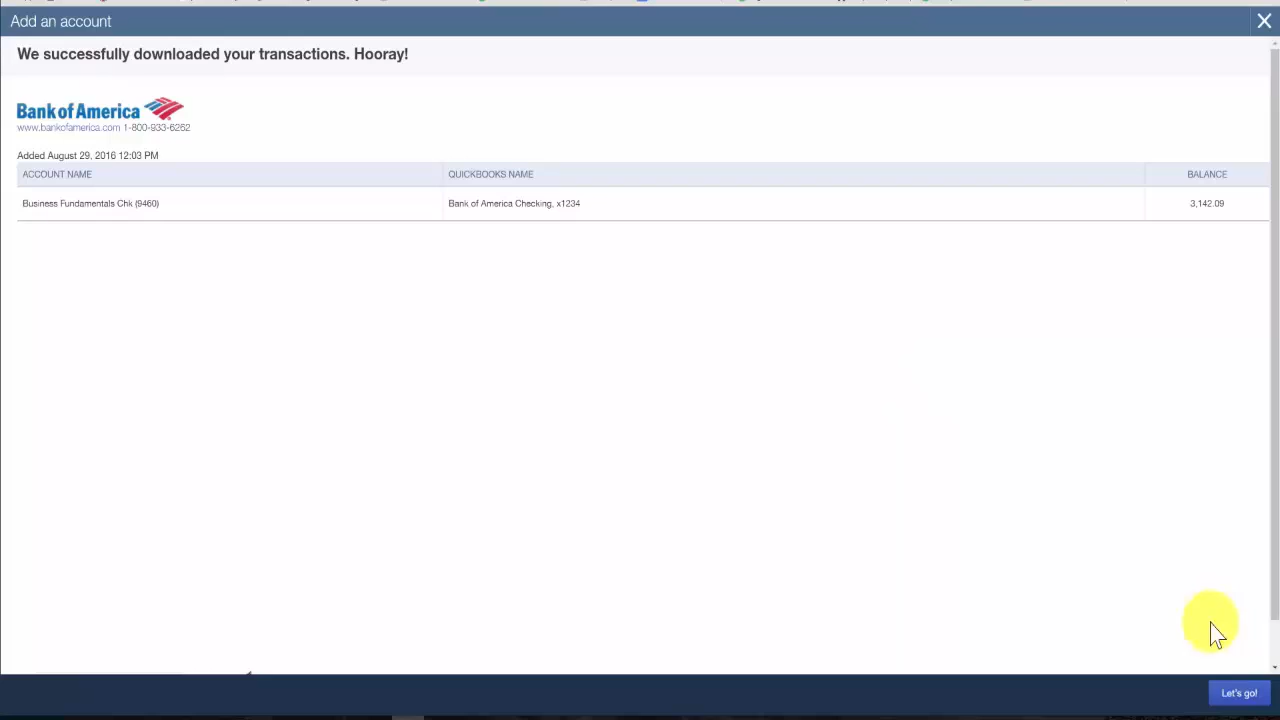 Add an account
We successfully downloaded your transactions. Hooray!
Bank of America
www.bankofamerica.com 1-800-933-6262
Added August 29, 2016 12:03 PM
ACCOUNT NAME QUICKBOOKS NAME BALANCE
Business Fundamentals Chk (9460) Bank of America Checking, x1234 3,142.09
Let's go!